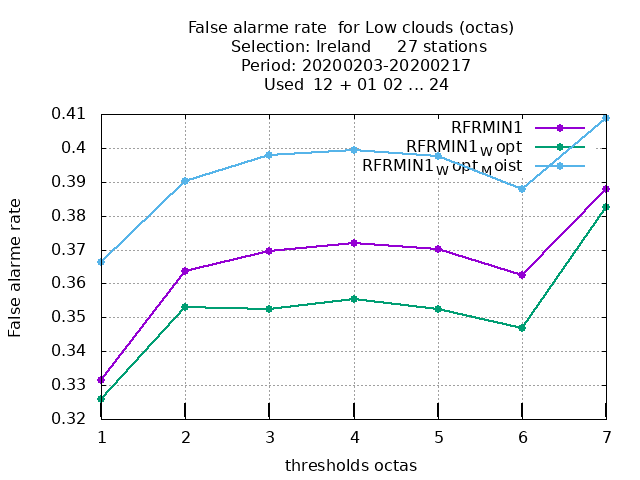 False alarme rate  for Low clouds (octas)
Selection: Ireland     27 stations
Period: 20200203-20200217
Used  12 + 01 02 ... 24
RFRMIN1
RFRMIN1Wopt
RFRMIN1WoptMoist
False alarme rate
0.41
0.4
0.39
0.38
0.37
0.36
0.35
0.34
0.33
0.32
1 2 3 4 5 6 7
thresholds octas